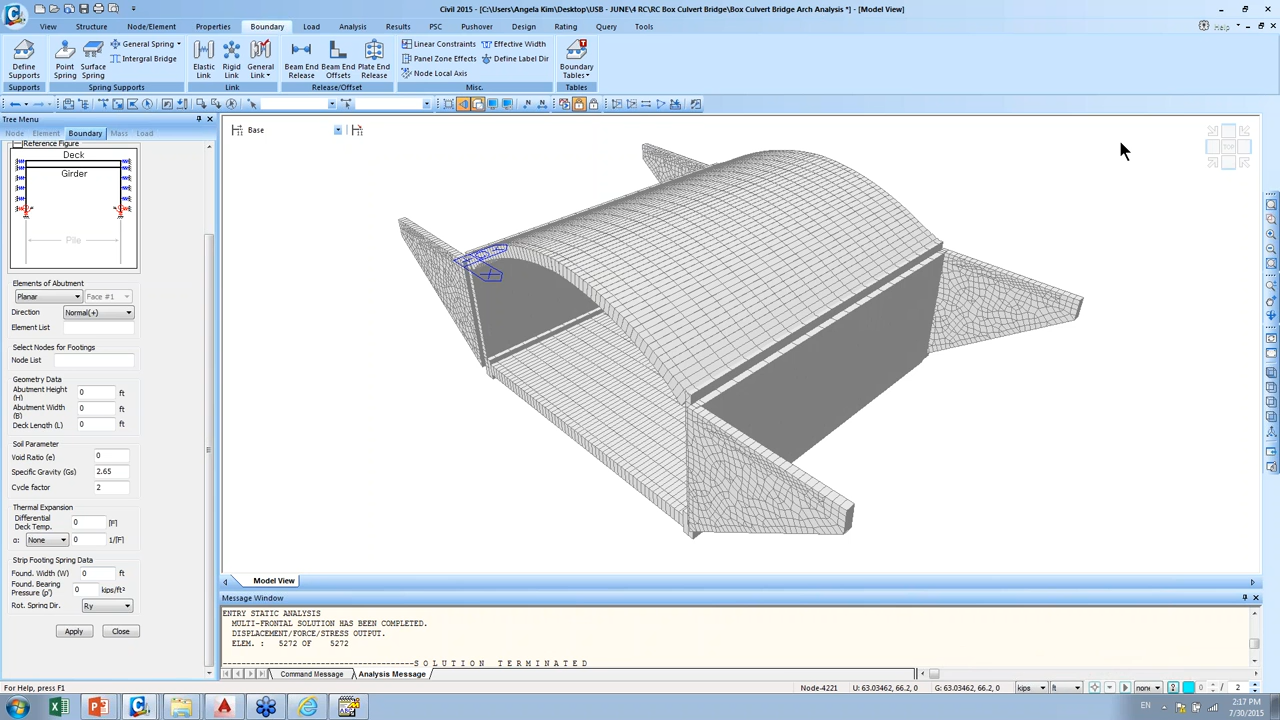 Civil 2015 - [C:\Users\Angela Kim\Desktop\USB - JUNE\4 RC\RC Box Culvert Bridge\Box Culvert Bridge Arch Analysis *] - [Model View]
View Structure Node/Element Properties Boundary Load Analysis Results PSC Pushover Design Rating Query Tools
Help
Define Supports
Point Spring
Surface Spring
General Spring
Intergral Bridge
Elastic Link
Rigid Link
General Link
Beam End Release
Beam End Offsets
Plate End Release
Linear Constraints
Panel Zone Effects
Node Local Axis
Effective Width
Define Label Dir
Boundary Tables
Supports Spring Supports Link Release/Offset Misc. Tables
Tree Menu
Node Element Boundary Mass Load
Base
TOP
Reference Figure
Deck
Girder
Pile
Elements of Abutment
Planar Face #1
Direction Normal(+)
Element List
Select Nodes for Footings
Node List
Geometry Data
Abutment Height (H) 0 ft
Abutment Width (B) 0 ft
Deck Length (L) 0 ft
Soil Parameter
Void Ratio (e) 0
Specific Gravity (Gs) 2.65
Cycle factor 2
Thermal Expansion
Differential Deck Temp. 0 [F]
α: None 0 1/[F]
Strip Footing Spring Data
Found. Width (W) 0 ft
Found. Bearing Pressure (p') 0 kips/ft²
Rot. Spring Dir. Ry
Apply Close
Model View
Message Window
ENTRY STATIC ANALYSIS
MULTI-FRONTAL SOLUTION HAS BEEN COMPLETED.
DISPLACEMENT/FORCE/STRESS OUTPUT.
ELEM. : 5272 OF 5272
------------------------------------------S O L U T I O N   T E R M I N A T E D
Command Message Analysis Message
For Help, press F1
Node-4221 U: 63.03462, 66.2, 0 G: 63.03462, 66.2, 0 kips ft non 0 / 2
EN 2:17 PM
7/30/2015